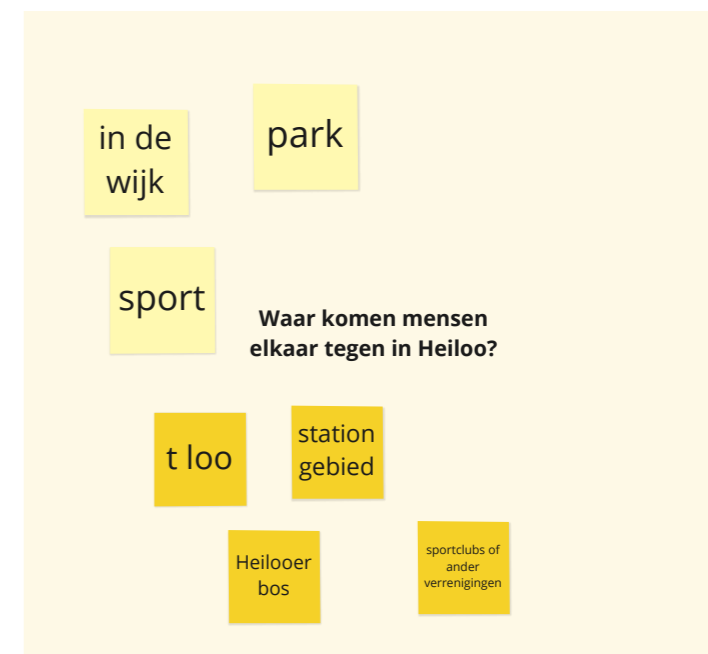 in de
wijk
park
sport
Waar komen mensen
elkaar tegen in Heiloo?
t loo
station
gebied
Heilooer
bos
sportclubs of
ander
verrenigingen